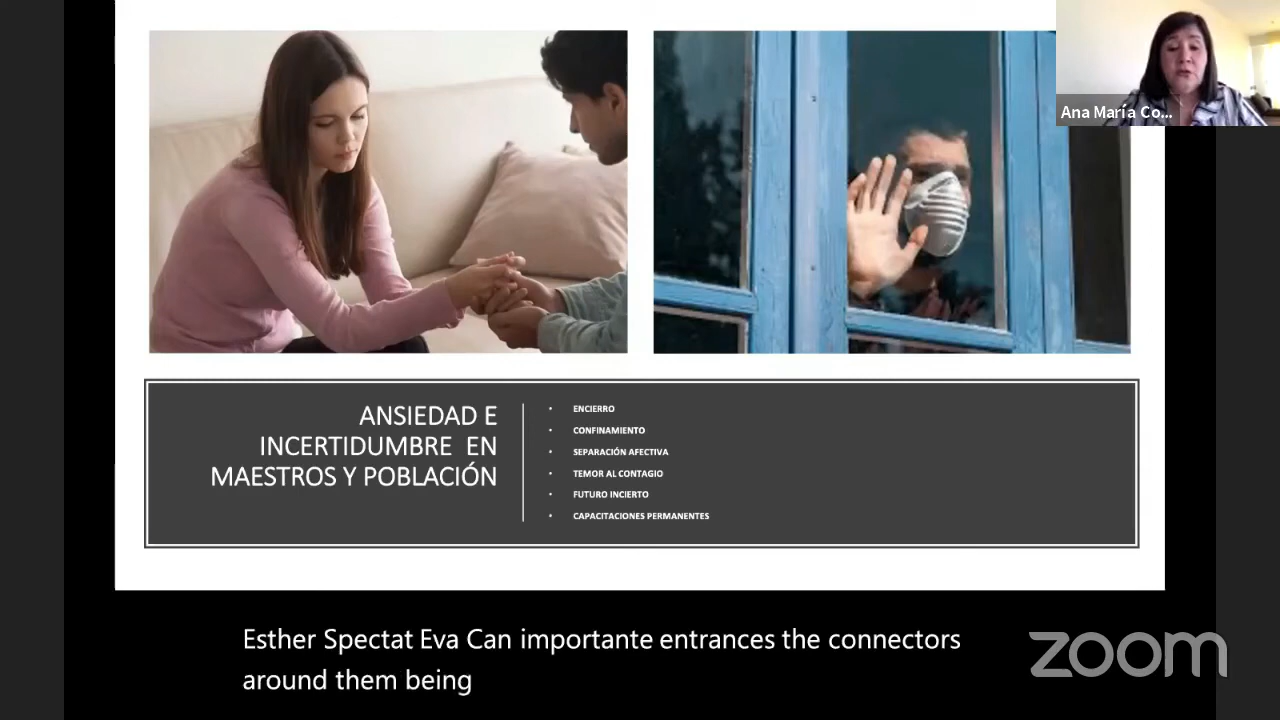 Ana María Co...
ANSIEDAD E
INCERTIDUMBRE EN
MAESTROS Y POBLACIÓN
• ENCIERRO
• CONFINAMIENTO
• SEPARACIÓN AFECTIVA
• TEMOR AL CONTAGIO
• FUTURO INCIERTO
• CAPACITACIONES PERMANENTES
Esther Spectat Eva Can importante entrances the connectors
around them being
zoom